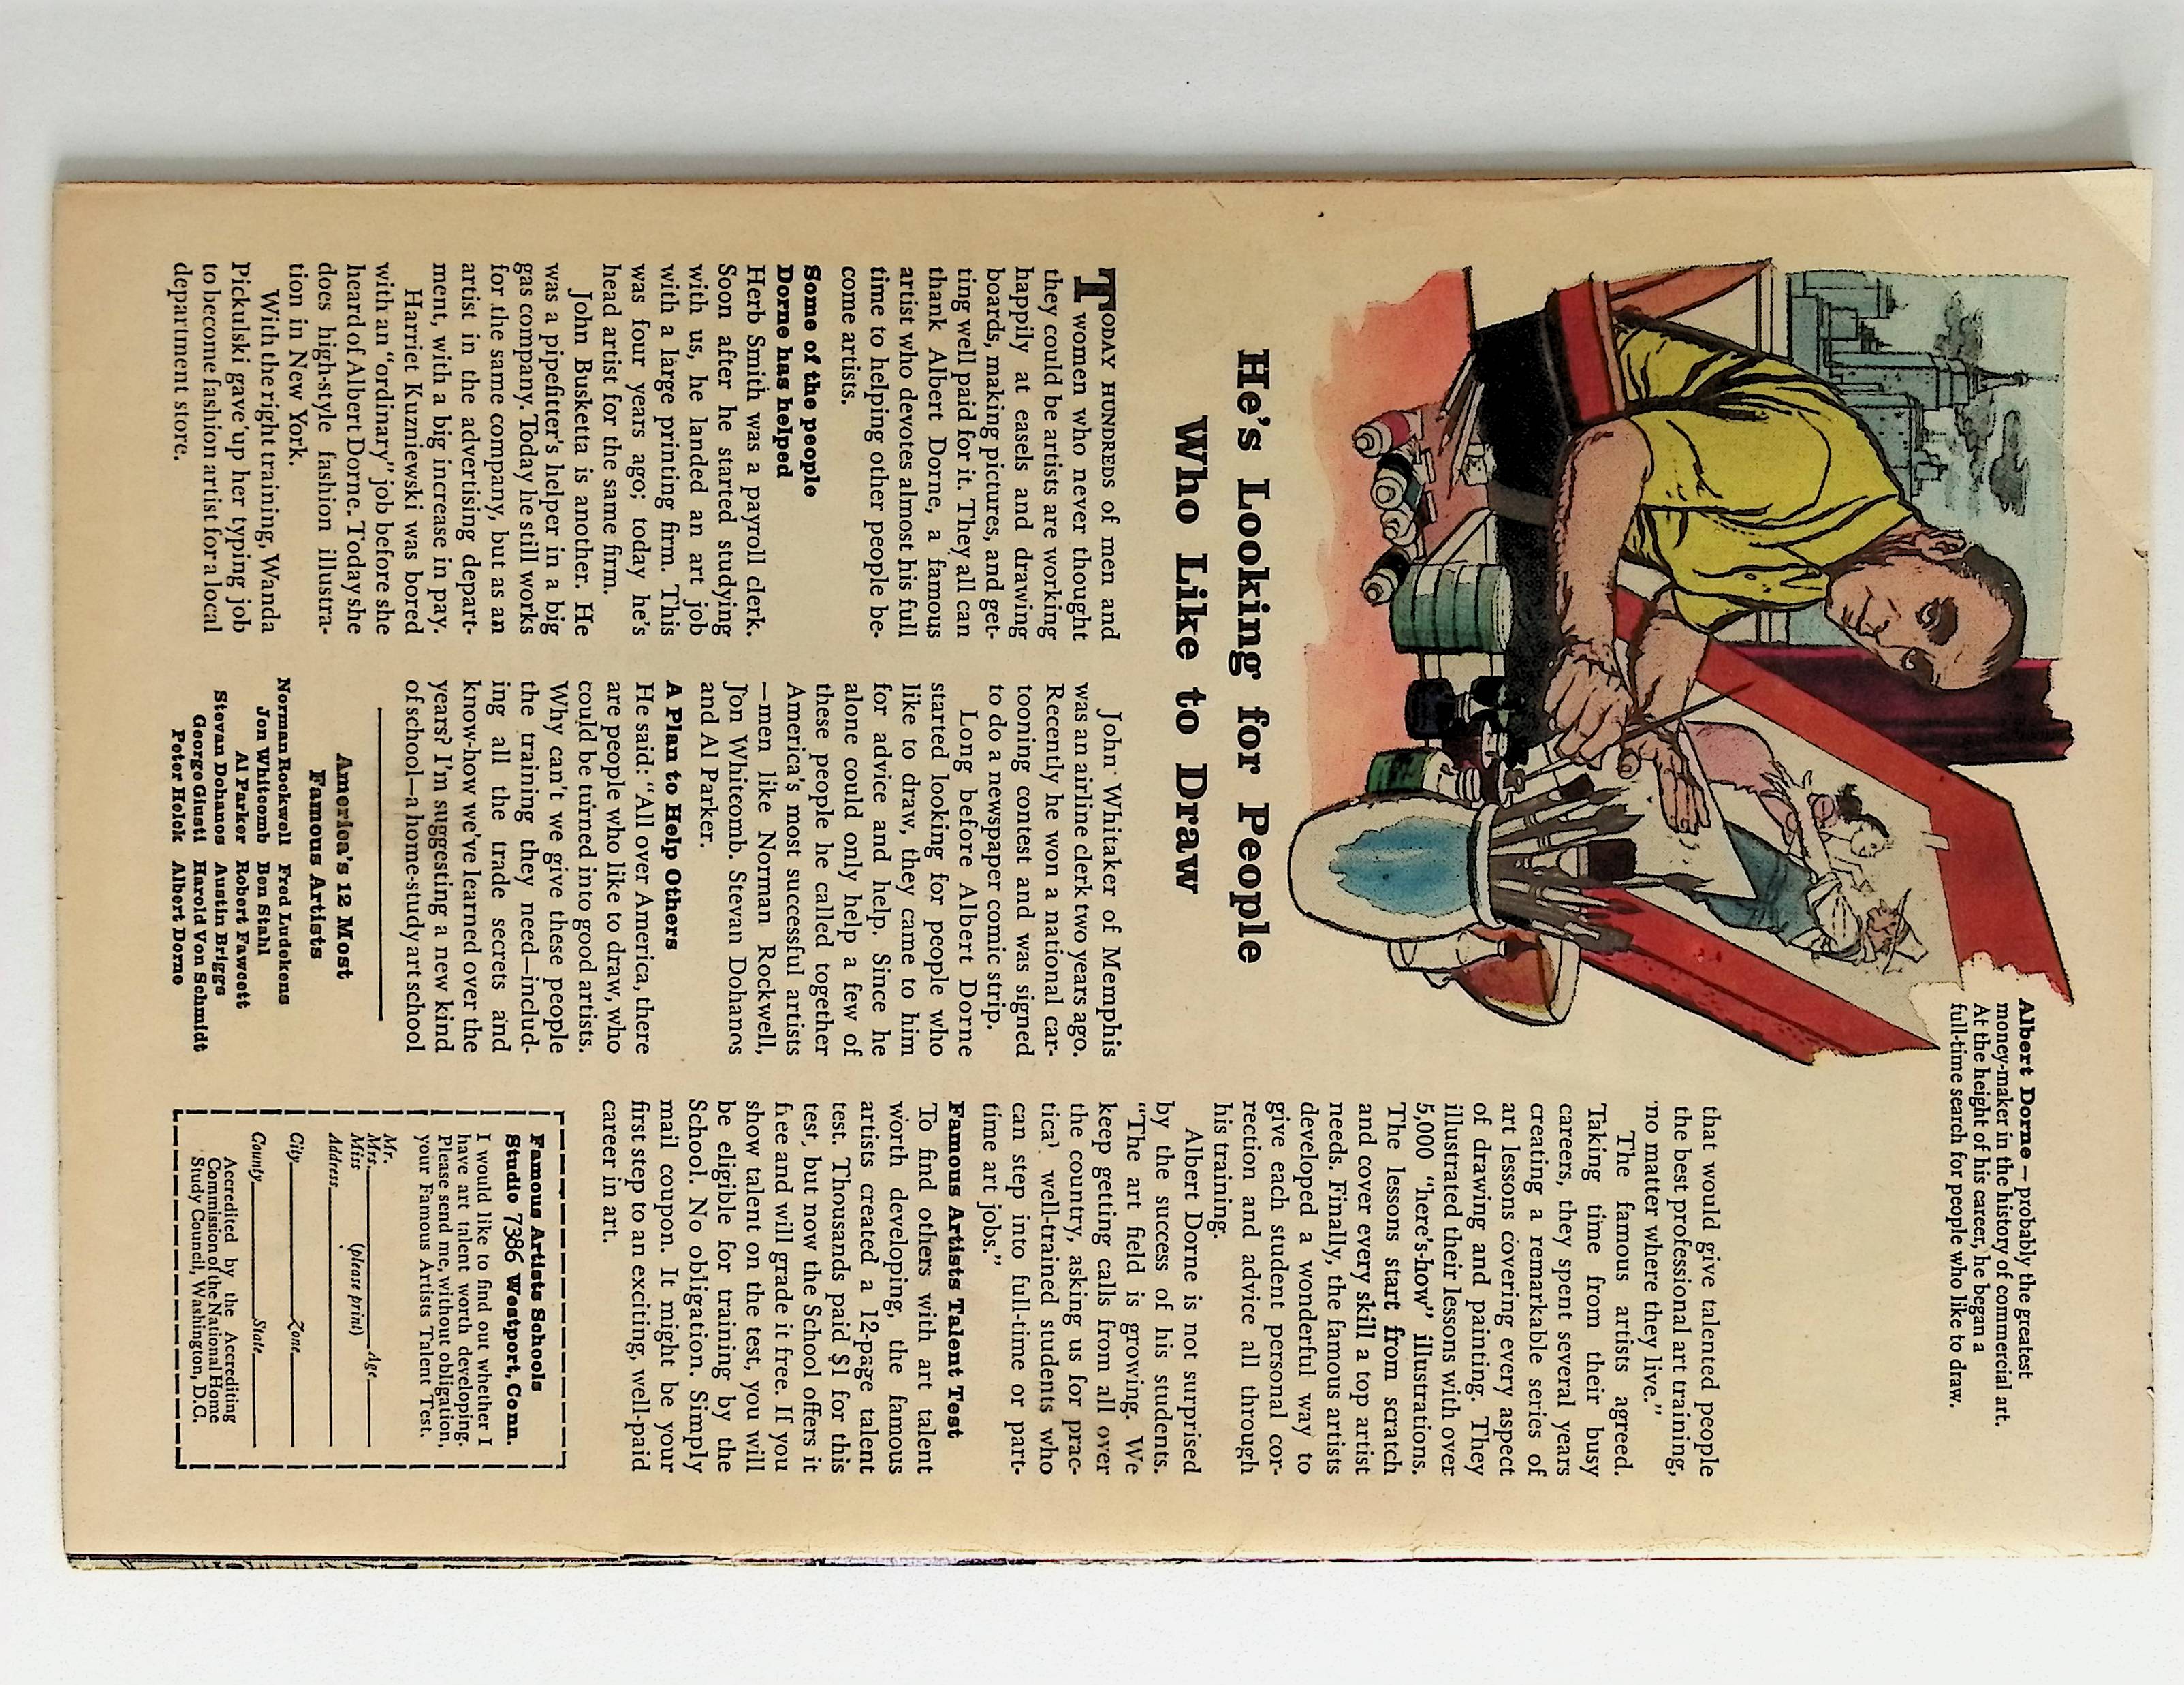 Albert Dorne — probably the greatest
money-maker in the history of commercial art.
At the height of his career, he began a
full-time search for people who like to draw.
He's Looking for People
Who Like to Draw
TODAY HUNDREDS of men and
women who never thought
they could be artists are working
happily at easels and drawing
boards, making pictures, and get-
ting well paid for it. They all can
thank Albert Dorne, a famous
artist who devotes almost his full
time to helping other people be-
come artists.
Some of the people
Dorne has helped
Herb Smith was a payroll clerk.
Soon after he started studying
with us, he landed an art job
with a large printing firm. This
was four years ago; today he's
head artist for the same firm.
John Busketta is another. He
was a pipefitter's helper in a big
gas company. Today he still works
for the same company, but as an
artist in the advertising depart-
ment, with a big increase in pay.
Harriet Kuzniewski was bored
with an "ordinary" job before she
heard of Albert Dorne. Today she
does high-style fashion illustra-
tion in New York.
With the right training, Wanda
Pickulski gave up her typing job
to become fashion artist for a local
department store.
John Whitaker of Memphis
was an airline clerk two years ago.
Recently he won a national car-
tooning contest and was signed
to do a newspaper comic strip.
Long before Albert Dorne
started looking for people who
like to draw, they came to him
for advice and help. Since he
alone could only help a few of
these people he called together
America's most successful artists
—men like Norman Rockwell,
Jon Whitcomb, Stevan Dohanos
and Al Parker.
A Plan to Help Others
He said: "All over America, there
are people who like to draw, who
could be turned into good artists.
Why can't we give these people
the training they need—includ-
ing all the trade secrets and
know-how we've learned over the
years? I'm suggesting a new kind
of school—a home-study art school
America's 12 Most
Famous Artists
Norman Rockwell Fred Ludekens
Jon Whitcomb Ben Stahl
Al Parker Robert Fawcett
Stevan Dohanos Austin Briggs
George Giusti Harold Von Schmidt
Peter Helck Albert Dorne
that would give talented people
the best professional art training,
no matter where they live."
The famous artists agreed.
Taking time from their busy
careers, they spent several years
creating a remarkable series of
art lessons covering every aspect
of drawing and painting. They
illustrated their lessons with over
5,000 "here's-how" illustrations.
The lessons start from scratch
and cover every skill a top artist
needs. Finally, the famous artists
developed a wonderful way to
give each student personal cor-
rection and advice all through
his training.
Albert Dorne is not surprised
by the success of his students.
"The art field is growing. We
keep getting calls from all over
the country, asking us for prac-
tical well-trained students who
can step into full-time or part-
time art jobs."
Famous Artists Talent Test
To find others with art talent
worth developing, the famous
artists created a 12-page talent
test. Thousands paid $1 for this
test, but now the School offers it
free and will grade it free. If you
show talent on the test, you will
be eligible for training by the
School. No obligation. Simply
mail coupon. It might be your
first step to an exciting, well-paid
career in art.
Famous Artists Schools
Studio 7386 Westport, Conn.
I would like to find out whether I
have art talent worth developing.
Please send me, without obligation,
your Famous Artists Talent Test.
Mr.
Mrs. Age
Miss (please print)
Address
City Zone
County State
Accredited by the Accrediting
Commission of the National Home
Study Council, Washington, D.C.